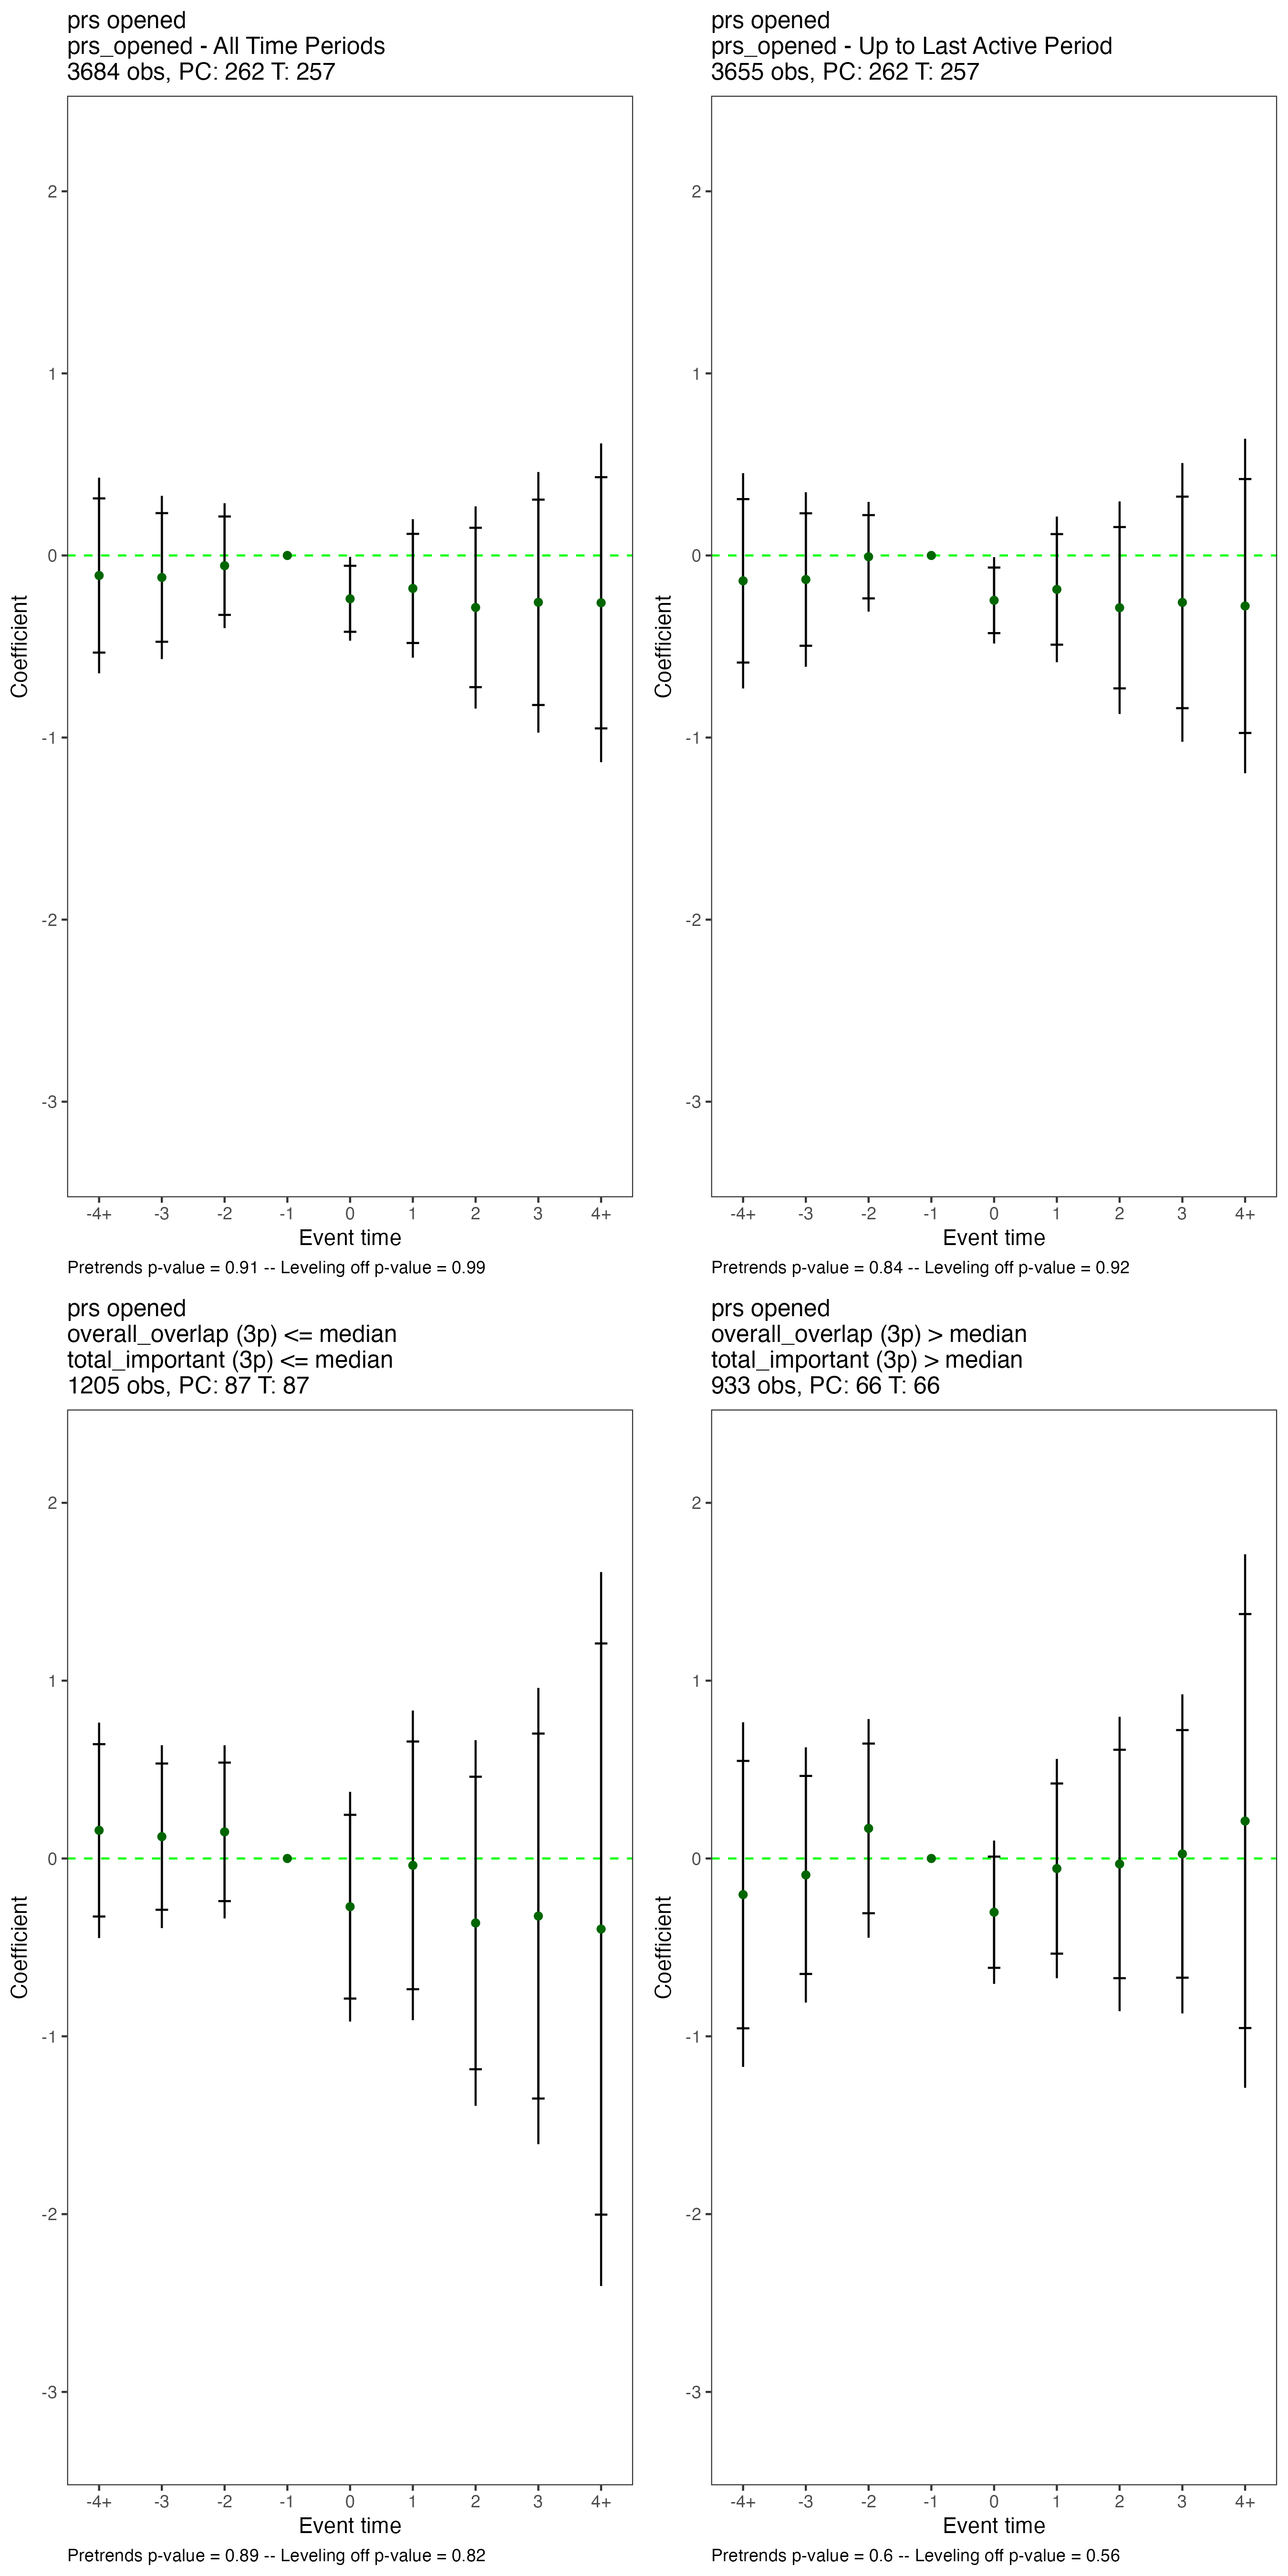 prs opened
prs_opened - All Time Periods
3684 obs, PC: 262 T: 257
2
1
0
-1
-2
-3
Coefficient
-4+ -3 -2 -1 0 1 2 3 4+
Event time
Pretrends p-value = 0.91 -- Leveling off p-value = 0.99
prs opened
prs_opened - Up to Last Active Period
3655 obs, PC: 262 T: 257
2
1
0
-1
-2
-3
Coefficient
-4+ -3 -2 -1 0 1 2 3 4+
Event time
Pretrends p-value = 0.84 -- Leveling off p-value = 0.92
prs opened
overall_overlap (3p) <= median
total_important (3p) <= median
1205 obs, PC: 87 T: 87
2
1
0
-1
-2
-3
Coefficient
-4+ -3 -2 -1 0 1 2 3 4+
Event time
Pretrends p-value = 0.89 -- Leveling off p-value = 0.82
prs opened
overall_overlap (3p) > median
total_important (3p) > median
933 obs, PC: 66 T: 66
2
1
0
-1
-2
-3
Coefficient
-4+ -3 -2 -1 0 1 2 3 4+
Event time
Pretrends p-value = 0.6 -- Leveling off p-value = 0.56